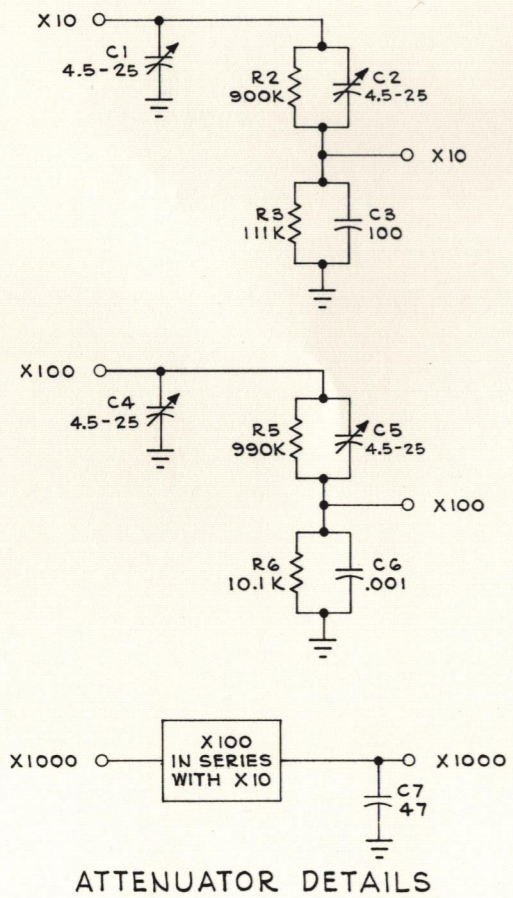 X10
C1
4.5-25
R2
900K
C2
4.5-25
X10
R3
111K
C3
100
X100
C4
4.5-25
R5
990K
C5
4.5-25
X100
R6
10.1K
C6
.001
X1000
X100
IN SERIES
WITH X10
X1000
C7
47
ATTENUATOR DETAILS